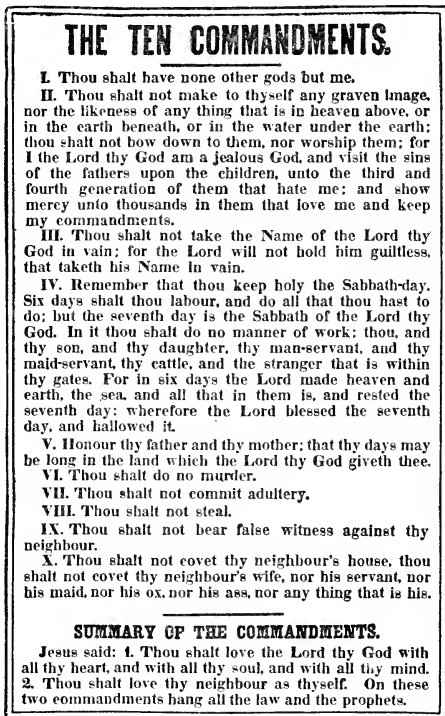 THE TEN COMMANDMENTS.
I. Thou shalt have none other gods but me.
II. Thou shalt not make to thyself any graven image,
nor the likeness of any thing that is in heaven above, or
in the earth beneath, or in the water under the earth;
thou shalt not bow down to them, nor worship them; for
I the Lord thy God am a jealous God, and visit the sins
of the fathers upon the children, unto the third and
fourth generation of them that hate me; and show
mercy unto thousands in them that love me and keep
my commandments.
III. Thou shalt not take the Name of the Lord thy
God in vain; for the Lord will not hold him guiltless,
that taketh his Name in vain.
IV. Remember that thou keep holy the Sabbath-day.
Six days shalt thou labour, and do all that thou hast to
do; but the seventh day is the Sabbath of the Lord thy
God. In it thou shalt do no manner of work; thou, and
thy son, and thy daughter, thy man-servant, and thy
maid-servant, thy cattle, and the stranger that is within
thy gates. For in six days the Lord made heaven and
earth, the sea, and all that in them is, and rested the
seventh day: wherefore the Lord blessed the seventh
day, and hallowed it.
V. Honour thy father and thy mother; that thy days may
be long in the land which the Lord thy God giveth thee.
VI. Thou shalt do no murder.
VII. Thou shalt not commit adultery.
VIII. Thou shalt not steal.
IX. Thou shalt not bear false witness against thy
neighbour.
X. Thou shalt not covet thy neighbour's house, thou
shalt not covet thy neighbour's wife, nor his servant, nor
his maid, nor his ox, nor his ass, nor any thing that is his.
SUMMARY OF THE COMMANDMENTS.
Jesus said: 1. Thou shalt love the Lord thy God with
all thy heart, and with all thy soul, and with all thy mind.
2. Thou shalt love thy neighbour as thyself. On these
two commandments hang all the law and the prophets.